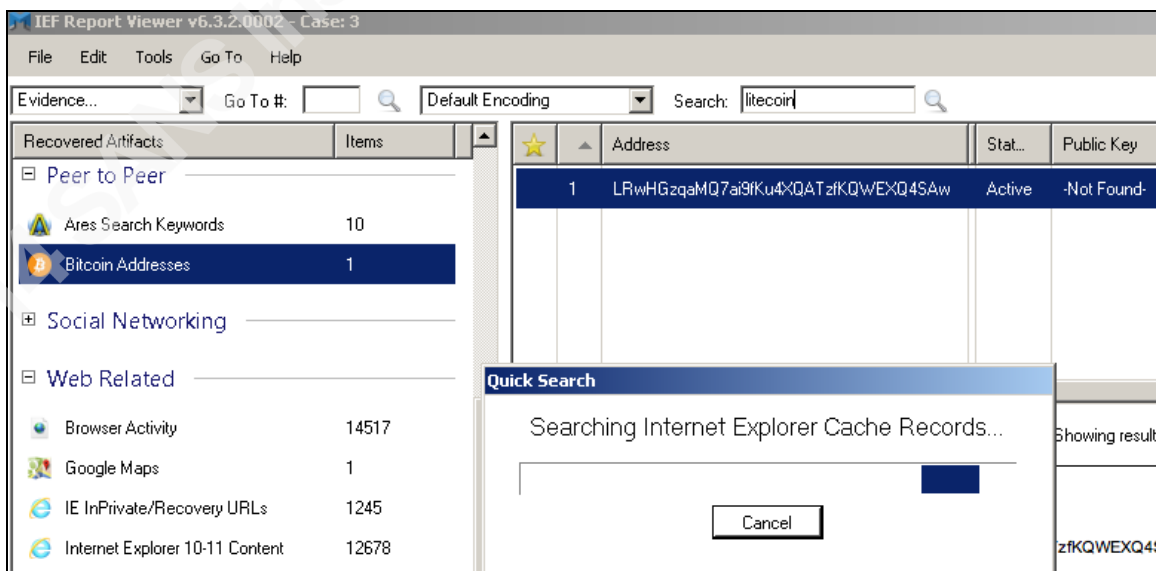 IEF Report Viewer v6.3.2.0002 - Case: 3
File Edit Tools Go To Help
Evidence... Go To #: Default Encoding Search: litecoin
Recovered Artifacts Items Address Stat... Public Key
Peer to Peer
1 LRwHGzqaMQ7ai9fKu4XQATzfKQWEXQ4SAw Active -Not Found-
Ares Search Keywords 10
Bitcoin Addresses 1
Social Networking
Web Related
Quick Search
Browser Activity 14517
Searching Internet Explorer Cache Records...
Showing result
Google Maps 1
IE InPrivate/Recovery URLs 1245
Cancel
Internet Explorer 10-11 Content 12678
zfKQWEXQ4S
SANS In